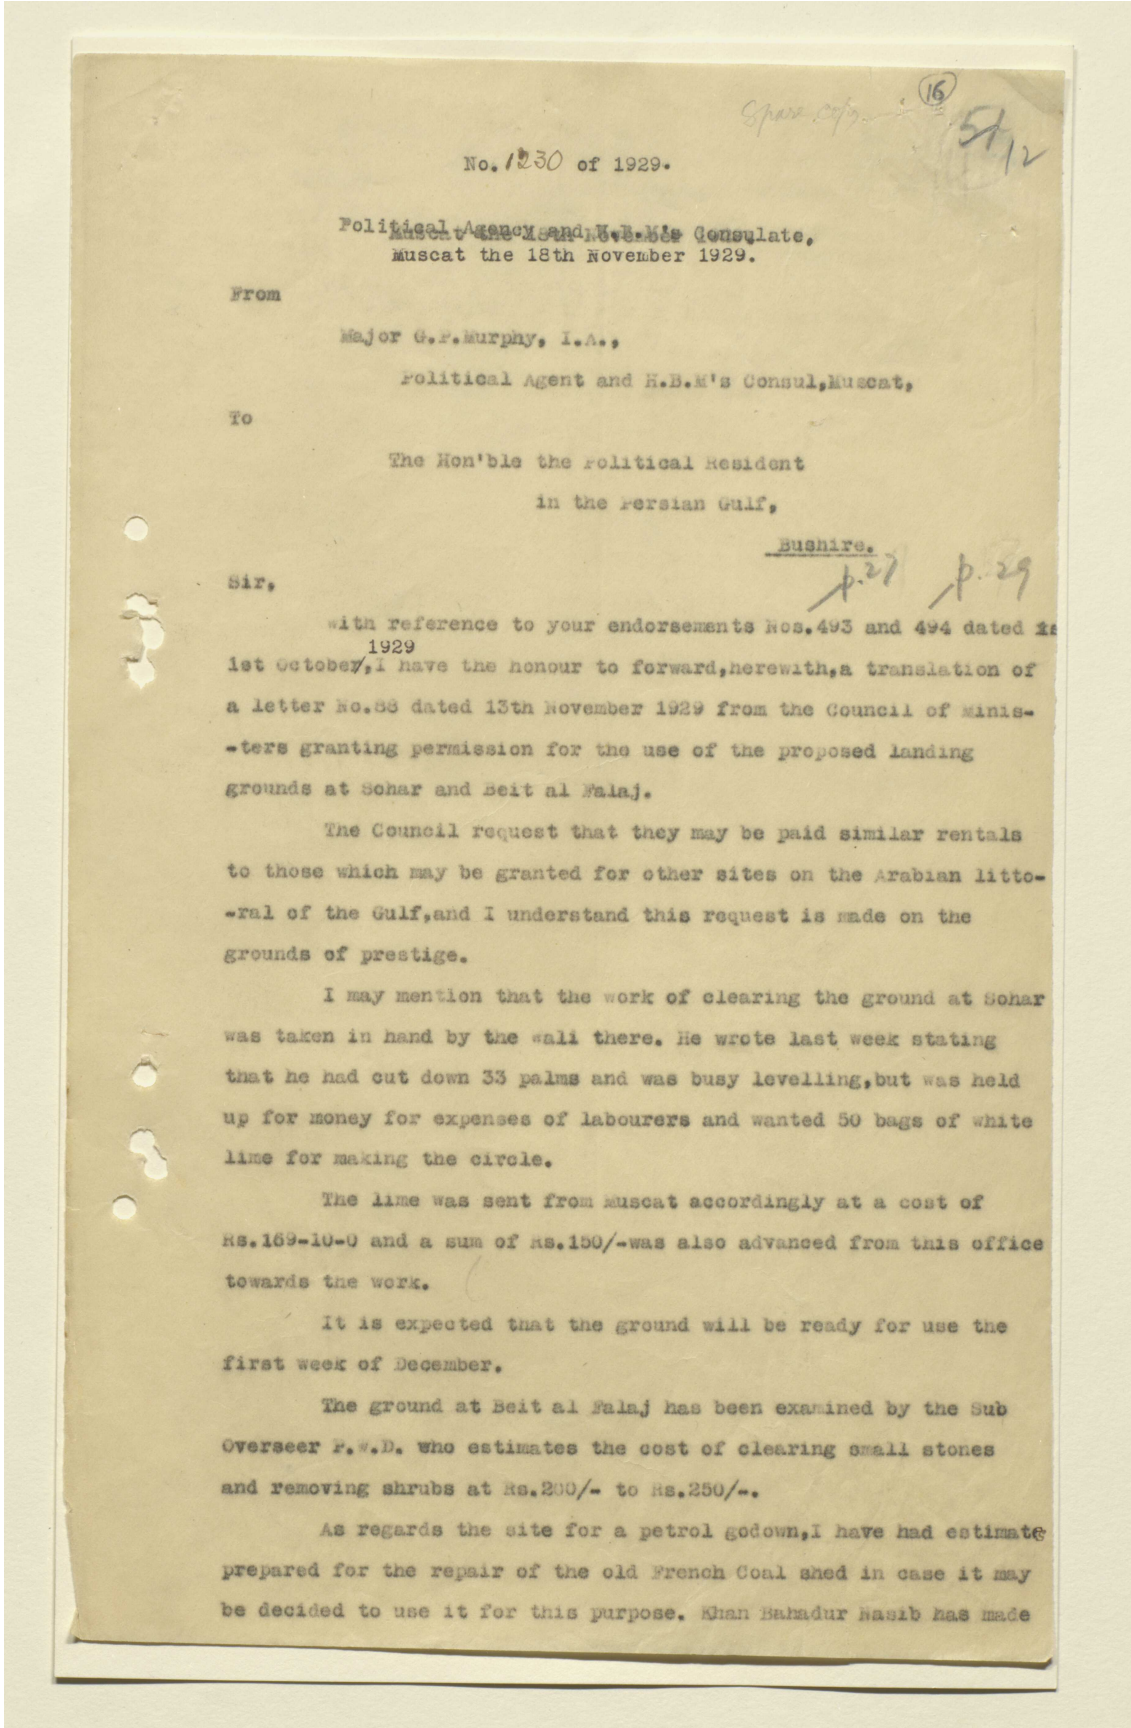 16
Spare copy
51/12
No. 1230 of 1929.
Political Agency and H.B.M's Consulate,
Muscat the 18th November 1929.
From
Major G.P.Murphy, I.A.,
Political Agent and H.B.M's Consul,Muscat,
To
The Hon'ble the Political Resident
in the Persian Gulf,
Bushire.
p.27 p.29
Sir,
With reference to your endorsements Nos.493 and 494 dated
1929
1st October,I have the honour to forward,herewith,a translation of
a letter No.88 dated 13th November 1929 from the Council of Minis-
-ters granting permission for the use of the proposed landing
grounds at Sohar and Beit al Falaj.
The Council request that they may be paid similar rentals
to those which may be granted for other sites on the Arabian litto-
-ral of the Gulf,and I understand this request is made on the
grounds of prestige.
I may mention that the work of clearing the ground at Sohar
was taken in hand by the Wali there. He wrote last week stating
that he had cut down 33 palms and was busy levelling,but was held
up for money for expenses of labourers and wanted 50 bags of white
lime for making the circle.
The lime was sent from Muscat accordingly at a cost of
Rs.169-10-0 and a sum of Rs.150/-was also advanced from this office
towards the work.
It is expected that the ground will be ready for use the
first week of December.
The ground at Beit al Falaj has been examined by the Sub
Overseer P.W.D. who estimates the cost of clearing small stones
and removing shrubs at Rs.200/- to Rs.250/-.
As regards the site for a petrol godown,I have had estimate
prepared for the repair of the old French Coal shed in case it may
be decided to use it for this purpose. Khan Bahadur Nasib has made